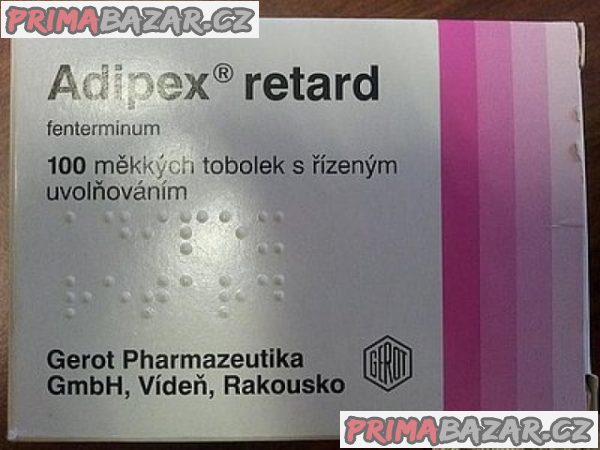 PRIMABAZAR.CZ
Adipex® retard
fenterminum
100 měkkých tobolek s řízeným
uvolňováním
Gerot Pharmazeutika
GmbH, Vídeň, Rakousko
GEROT
PRIMABAZAR.CZ